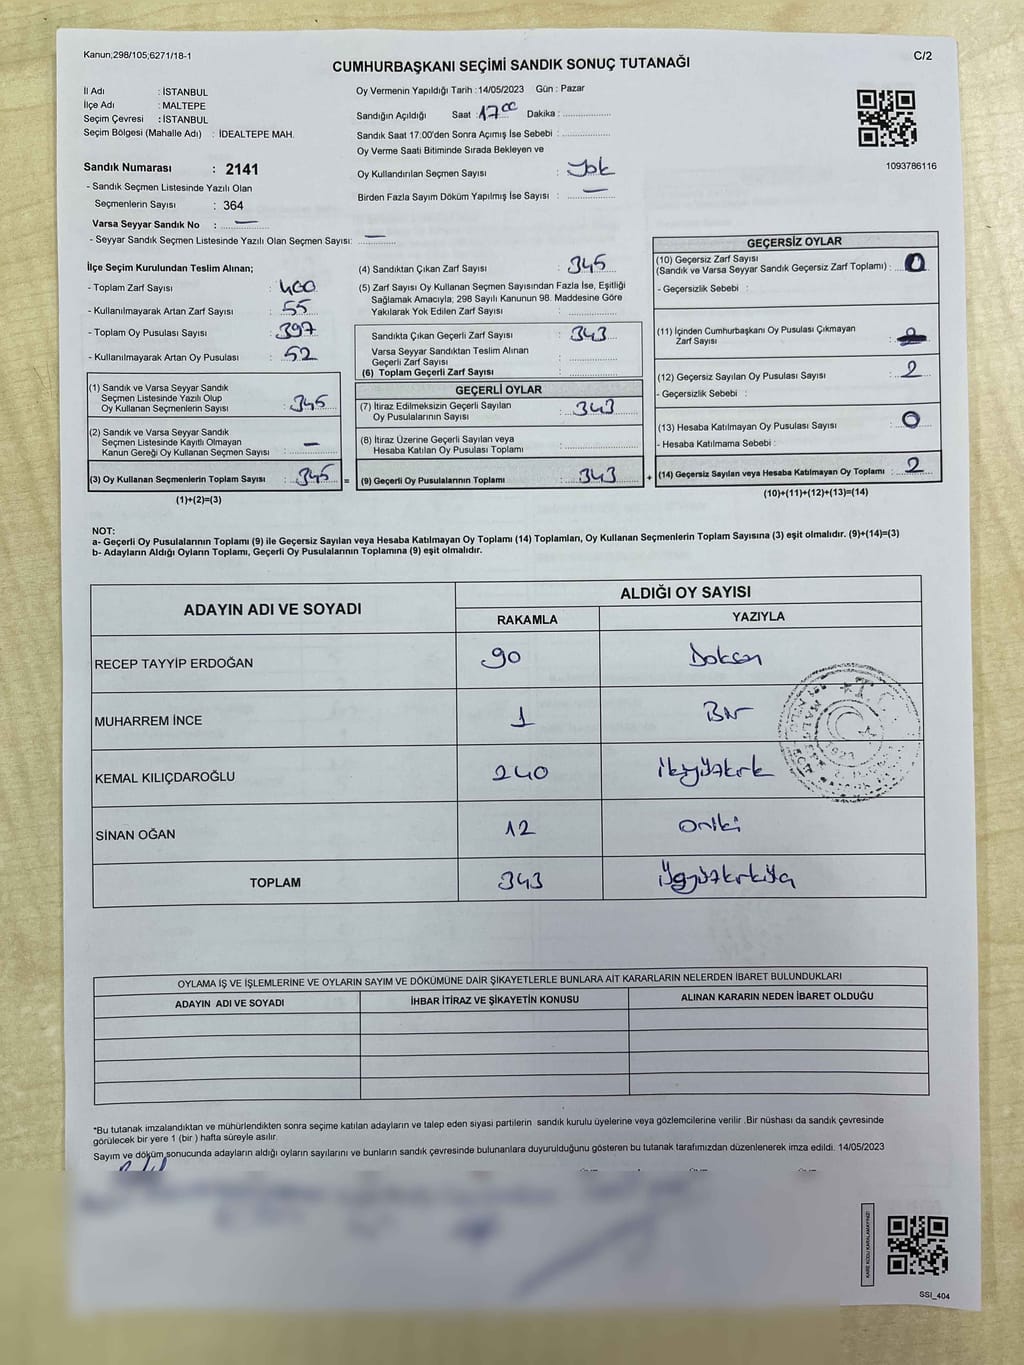 Kanun;298/105;6271/18-1
C/2
CUMHURBAŞKANI SEÇİMİ SANDIK SONUÇ TUTANAĞI
İl Adı : İSTANBUL
İlçe Adı : MALTEPE
Seçim Çevresi : İSTANBUL
Seçim Bölgesi (Mahalle Adı) : İDEALTEPE MAH.
Sandık Numarası : 2141
- Sandık Seçmen Listesinde Yazılı Olan
Seçmenlerin Sayısı : 364
Varsa Seyyar Sandık No : —
- Seyyar Sandık Seçmen Listesinde Yazılı Olan Seçmen Sayısı: —
Oy Vermenin Yapıldığı Tarih :14/05/2023 Gün : Pazar
Sandığın Açıldığı Saat : 17 00 Dakika :
Sandık Saat 17:00'den Sonra Açımış İse Sebebi :
Oy Verme Saati Bitiminde Sırada Bekleyen ve
Oy Kullandırılan Seçmen Sayısı : Yok
Birden Fazla Sayım Döküm Yapılmış İse Sayısı : —
1093786116
İlçe Seçim Kurulundan Teslim Alınan;
- Toplam Zarf Sayısı : 400
- Kullanılmayarak Artan Zarf Sayısı : 55
- Toplam Oy Pusulası Sayısı : 397
- Kullanılmayarak Artan Oy Pusulası : 52
(1) Sandık ve Varsa Seyyar Sandık
Seçmen Listesinde Yazılı Olup
Oy Kullanan Seçmenlerin Sayısı : 345
(2) Sandık ve Varsa Seyyar Sandık
Seçmen Listesinde Kayıtlı Olmayan
Kanun Gereği Oy Kullanan Seçmen Sayısı : —
(3) Oy Kullanan Seçmenlerin Toplam Sayısı : 345 =
(1)+(2)=(3)
(4) Sandıktan Çıkan Zarf Sayısı : 345
(5) Zarf Sayısı Oy Kullanan Seçmen Sayısından Fazla İse, Eşitliği
Sağlamak Amacıyla; 298 Sayılı Kanunun 98. Maddesine Göre
Yakılarak Yok Edilen Zarf Sayısı :
Sandıkta Çıkan Geçerli Zarf Sayısı : 343
Varsa Seyyar Sandıktan Teslim Alınan
Geçerli Zarf Sayısı :
(6) Toplam Geçerli Zarf Sayısı :
GEÇERLİ OYLAR
(7) İtiraz Edilmeksizin Geçerli Sayılan
Oy Pusulalarının Sayısı : 343
(8) İtiraz Üzerine Geçerli Sayılan veya
Hesaba Katılan Oy Pusulası Toplamı :
(9) Geçerli Oy Pusulalarının Toplamı : 343 +
GEÇERSİZ OYLAR
(10) Geçersiz Zarf Sayısı
(Sandık ve Varsa Seyyar Sandık Geçersiz Zarf Toplamı) : 0
- Geçersizlik Sebebi :
(11) İçinden Cumhurbaşkanı Oy Pusulası Çıkmayan
Zarf Sayısı :
(12) Geçersiz Sayılan Oy Pusulası Sayısı : 2
- Geçersizlik Sebebi :
(13) Hesaba Katılmayan Oy Pusulası Sayısı : 0
- Hesaba Katılmama Sebebi :
(14) Geçersiz Sayılan veya Hesaba Katılmayan Oy Toplamı : 2
(10)+(11)+(12)+(13)=(14)
NOT:
a- Geçerli Oy Pusulalarının Toplamı (9) ile Geçersiz Sayılan veya Hesaba Katılmayan Oy Toplamı (14) Toplamları, Oy Kullanan Seçmenlerin Toplam Sayısına (3) eşit olmalıdır. (9)+(14)=(3)
b- Adayların Aldığı Oyların Toplamı, Geçerli Oy Pusulalarının Toplamına (9) eşit olmalıdır.
ADAYIN ADI VE SOYADI
ALDIĞI OY SAYISI
RAKAMLA YAZIYLA
RECEP TAYYİP ERDOĞAN 90 Doksan
MUHARREM İNCE 1 Bir
KEMAL KILIÇDAROĞLU 240 ikiyüzkırk
SİNAN OĞAN 12 oniki
TOPLAM 343 Üçyüzkırküç
OYLAMA İŞ VE İŞLEMLERİNE VE OYLARIN SAYIM VE DÖKÜMÜNE DAİR ŞİKAYETLERLE BUNLARA AİT KARARLARIN NELERDEN İBARET BULUNDUKLARI
ADAYIN ADI VE SOYADI İHBAR İTİRAZ VE ŞİKAYETİN KONUSU ALINAN KARARIN NEDEN İBARET OLDUĞU
*Bu tutanak imzalandıktan ve mühürlendikten sonra seçime katılan adayların ve talep eden siyasi partilerin sandık kurulu üyelerine veya gözlemcilerine verilir .Bir nüshası da sandık çevresinde
görülecek bir yere 1 (bir ) hafta süreyle asılır.
Sayım ve döküm sonucunda adayların aldığı oyların sayılarını ve bunların sandık çevresinde bulunanlara duyurulduğunu gösteren bu tutanak tarafımızdan düzenlenerek imza edildi. 14/05/2023
KARE KODU KARALAMAYINIZ!
SSI_404